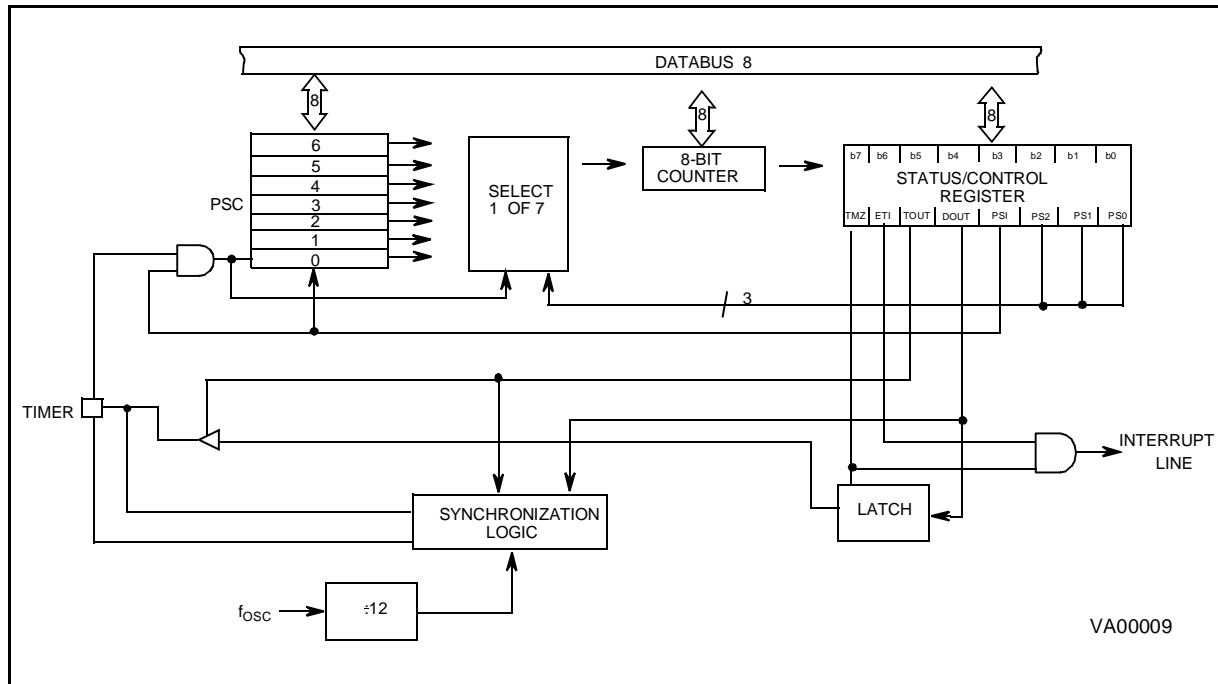 DATABUS 8
8
8
8
6
5
4
3
2
1
0
PSC
SELECT
1 OF 7
8-BIT
COUNTER
b7 b6 b5 b4 b3 b2 b1 b0
STATUS/CONTROL
REGISTER
TMZ ETI TOUT DOUT PSI PS2 PS1 PS0
3
TIMER
INTERRUPT
LINE
SYNCHRONIZATION
LOGIC
LATCH
fOSC
÷12
VA00009